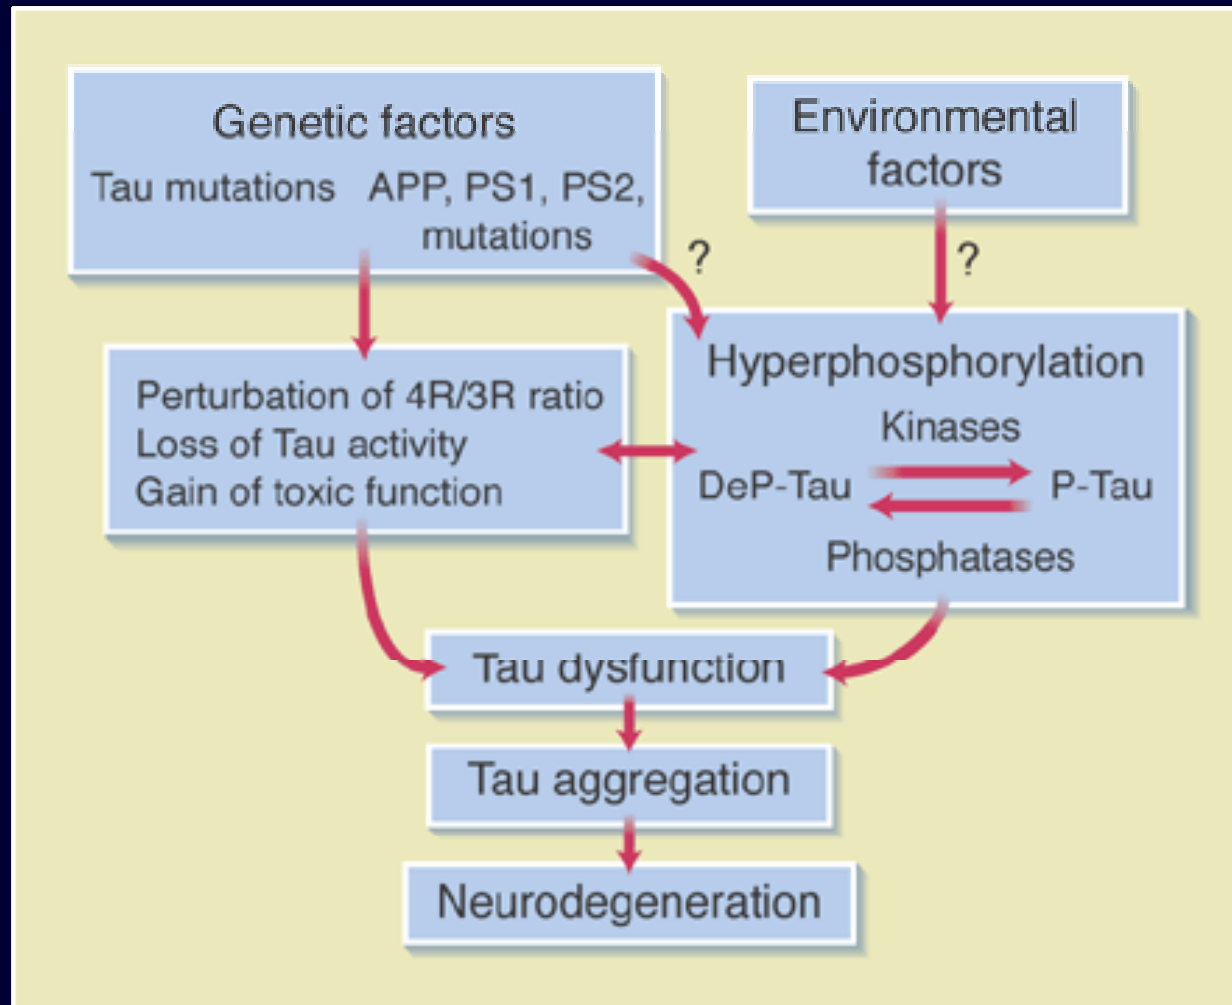 Genetic factors
Tau mutations APP, PS1, PS2,
mutations
Environmental
factors
?
?
Perturbation of 4R/3R ratio
Loss of Tau activity
Gain of toxic function
Hyperphosphorylation
Kinases
DeP-Tau P-Tau
Phosphatases
Tau dysfunction
Tau aggregation
Neurodegeneration